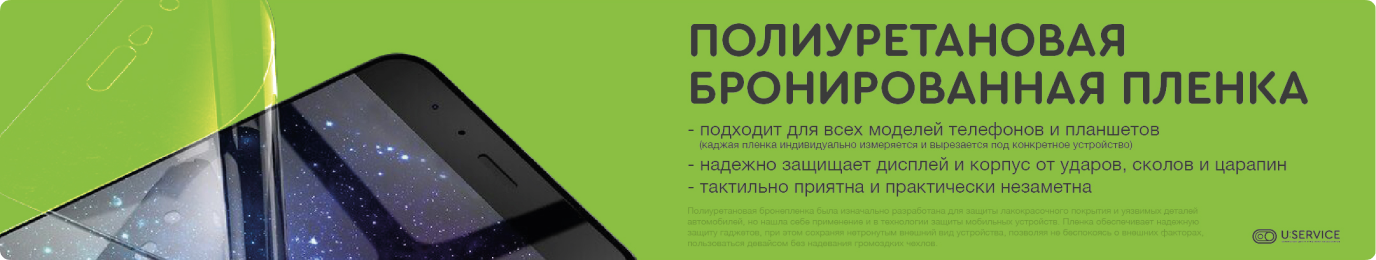 ПОЛИУРЕТАНОВАЯ
БРОНИРОВАННАЯ ПЛЕНКА
- подходит для всех моделей телефонов и планшетов
(каджая пленка индивидуально измеряется и вырезается под конкретное устройство)
- надежно защищает дисплей и корпус от ударов, сколов и царапин
- тактильно приятна и практически незаметна
Полиуретановая бронепленка была изначально разработана для защиты лакокрасочного покрытия и уязвимых деталей
автомобилей, но нашла себе применение и в технологии защиты мобильных устройств. Пленка обеспечивает надежную
защиту гаджетов, при этом сохраняя нетронутым внешний вид устройства, позволяя не беспокоясь о внешних факторах,
пользоваться девайсом без надевания громоздких чехлов
U:SERVICE